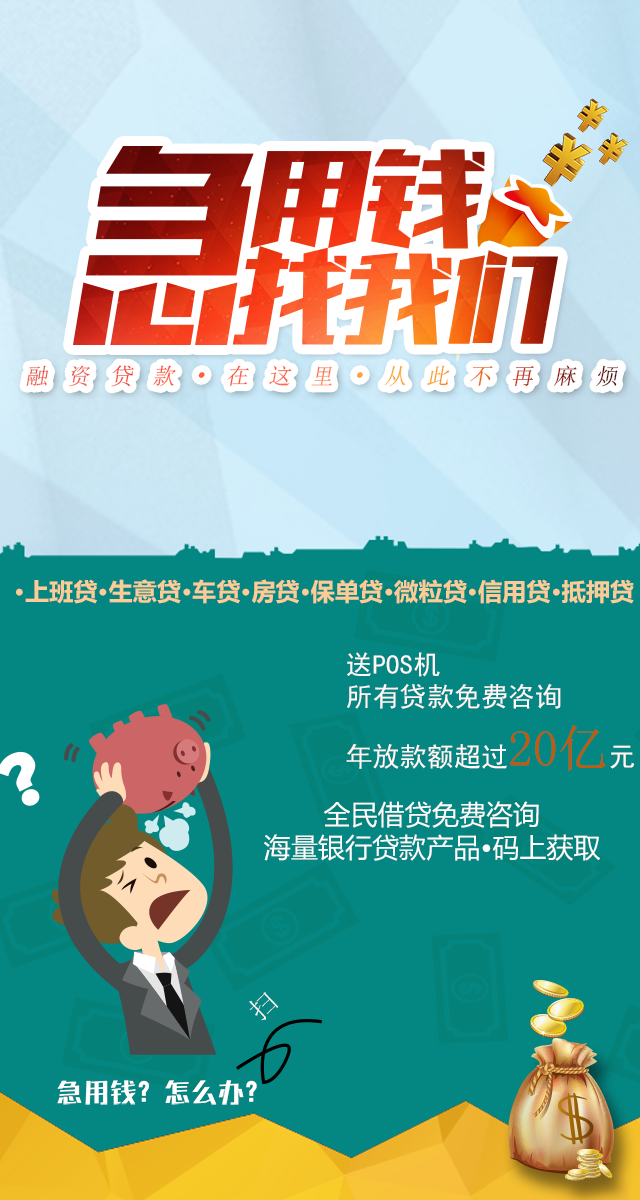 急用钱
找我们
融资贷款·在这里·从此不再麻烦
·上班贷·生意贷·车贷·房贷·保单贷·微粒贷·信用贷·抵押贷
送POS机
所有贷款免费咨询
年放款额超过20亿元
全民借贷免费咨询
海量银行贷款产品·码上获取
?
扫
急用钱?怎么办?